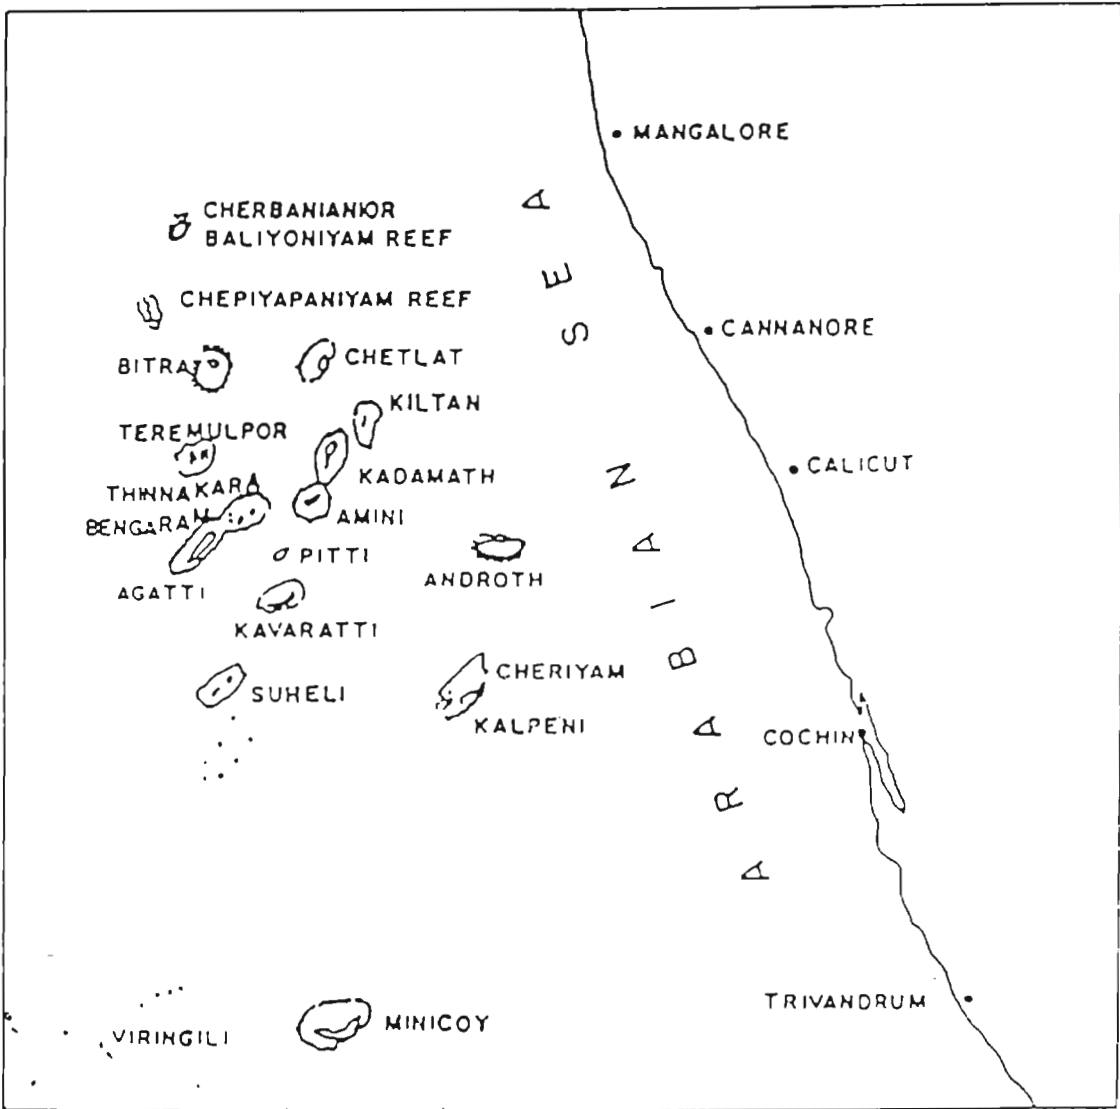 MANGALORE
CHERBANIANIOR
BALIYONIYAM REEF
CHEPIYAPANIYAM REEF
CANNANORE
BITRA
CHETLAT
KILTAN
TEREMULPOR
CALICUT
KADAMATH
THINNAKARA
AMINI
BENGARAM
PITTI
ANDROTH
AGATTI
KAVARATTI
CHERIYAM
SUHELI
KALPENI
COCHIN
ARABIAN SEA
TRIVANDRUM
MINICOY
VIRINGILI